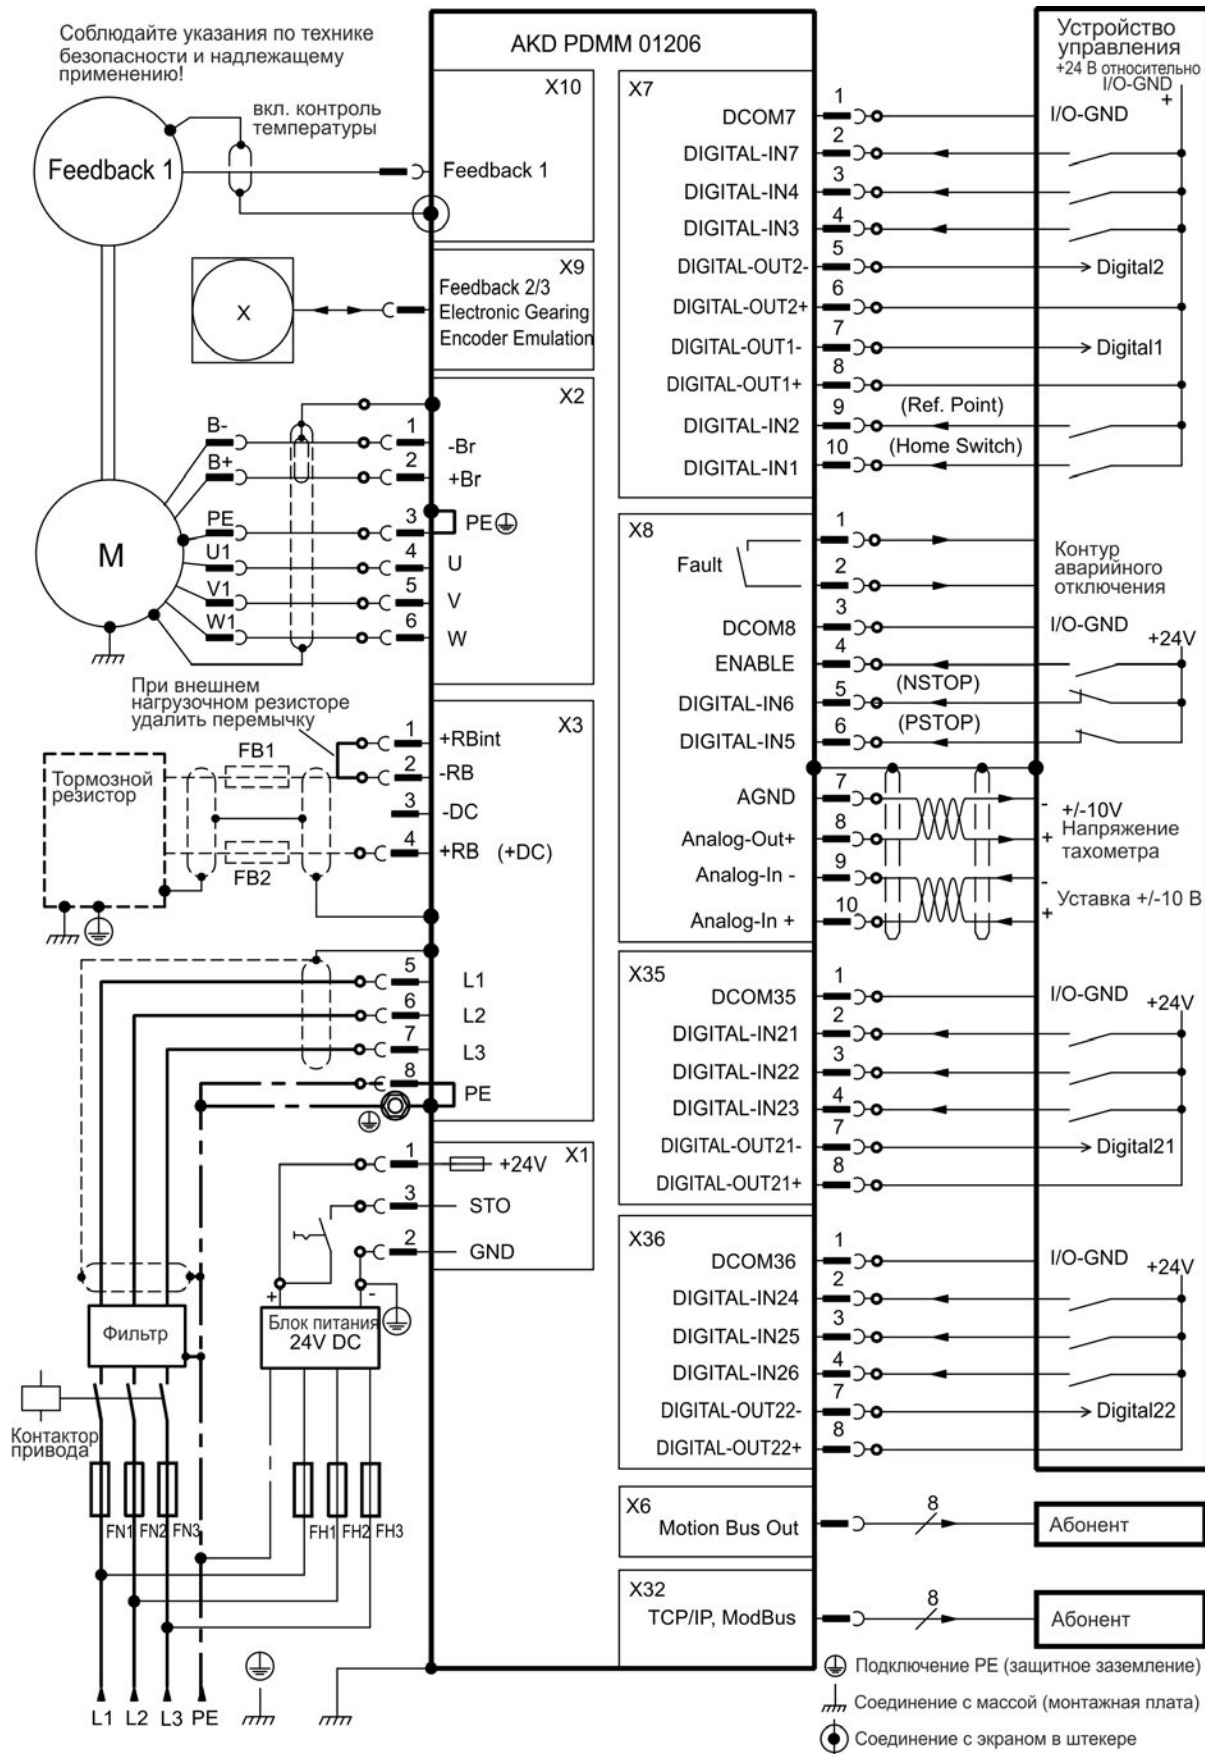 Соблюдайте указания по технике
безопасности и надлежащему
применению!
AKD PDMM 01206
Устройство
управления
+24 В относительно
I/O-GND
+
X10
вкл. контроль
температуры
Feedback 1
Feedback 1
X9
X
Feedback 2/3
Electronic Gearing
Encoder Emulation
X2
B-
1
-Br
B+
2
+Br
PE
3
PE
M
U1
4
U
V1
5
V
W1
6
W
При внешнем
нагрузочном резисторе
удалить перемычку
X3
1
+RBint
FB1
2
-RB
Тормозной
резистор
3
-DC
4
+RB (+DC)
FB2
5
L1
6
L2
7
L3
8
PE
X1
1
+24V
3
STO
2
GND
+
-
Блок питания
24V DC
Фильтр
Контактор
привода
FN1
FN2
FN3
FH1
FH2
FH3
L1
L2
L3
PE
X7
DCOM7
1
I/O-GND
DIGITAL-IN7
2
DIGITAL-IN4
3
DIGITAL-IN3
4
DIGITAL-OUT2-
5
Digital2
DIGITAL-OUT2+
6
DIGITAL-OUT1-
7
Digital1
DIGITAL-OUT1+
8
DIGITAL-IN2
9
(Ref. Point)
DIGITAL-IN1
10
(Home Switch)
X8
Fault
1
2
Контур
аварийного
отключения
DCOM8
3
I/O-GND
+24V
ENABLE
4
DIGITAL-IN6
5
(NSTOP)
DIGITAL-IN5
6
(PSTOP)
AGND
7
-
Analog-Out+
8
+
+/-10V
Напряжение
тахометра
Analog-In -
9
-
Уставка +/-10 В
Analog-In +
10
+
X35
DCOM35
1
I/O-GND
+24V
DIGITAL-IN21
2
DIGITAL-IN22
3
DIGITAL-IN23
4
DIGITAL-OUT21-
7
Digital21
DIGITAL-OUT21+
8
X36
DCOM36
1
I/O-GND
+24V
DIGITAL-IN24
2
DIGITAL-IN25
3
DIGITAL-IN26
4
DIGITAL-OUT22-
7
Digital22
DIGITAL-OUT22+
8
X6
Motion Bus Out
8
Абонент
X32
TCP/IP, ModBus
8
Абонент
Подключение PE (защитное заземление)
Соединение с массой (монтажная плата)
Соединение с экраном в штекере